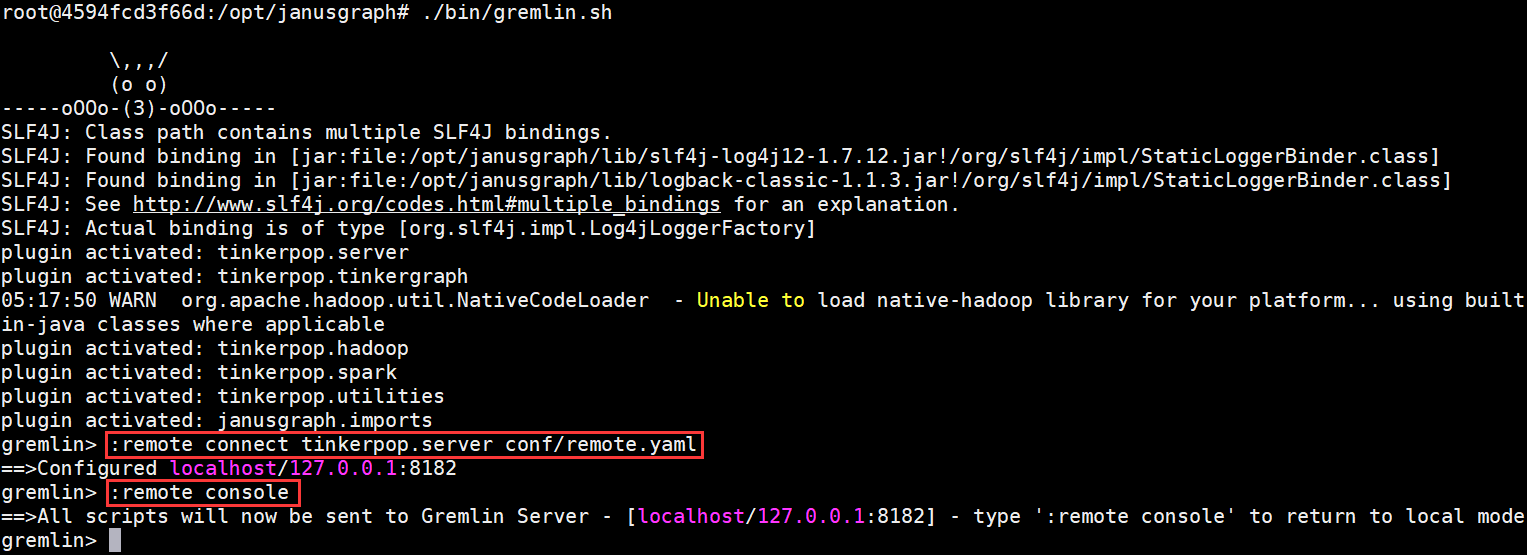 root@4594fcd3f66d:/opt/janusgraph# ./bin/gremlin.sh

         \,,,/
         (o o)
-----oOOo-(3)-oOOo-----
SLF4J: Class path contains multiple SLF4J bindings.
SLF4J: Found binding in [jar:file:/opt/janusgraph/lib/slf4j-log4j12-1.7.12.jar!/org/slf4j/impl/StaticLoggerBinder.class]
SLF4J: Found binding in [jar:file:/opt/janusgraph/lib/logback-classic-1.1.3.jar!/org/slf4j/impl/StaticLoggerBinder.class]
SLF4J: See http://www.slf4j.org/codes.html#multiple_bindings for an explanation.
SLF4J: Actual binding is of type [org.slf4j.impl.Log4jLoggerFactory]
plugin activated: tinkerpop.server
plugin activated: tinkerpop.tinkergraph
05:17:50 WARN  org.apache.hadoop.util.NativeCodeLoader  - Unable to load native-hadoop library for your platform... using built
in-java classes where applicable
plugin activated: tinkerpop.hadoop
plugin activated: tinkerpop.spark
plugin activated: tinkerpop.utilities
plugin activated: janusgraph.imports
gremlin> :remote connect tinkerpop.server conf/remote.yaml
==>Configured localhost/127.0.0.1:8182
gremlin> :remote console
==>All scripts will now be sent to Gremlin Server - [localhost/127.0.0.1:8182] - type ':remote console' to return to local mode
gremlin>